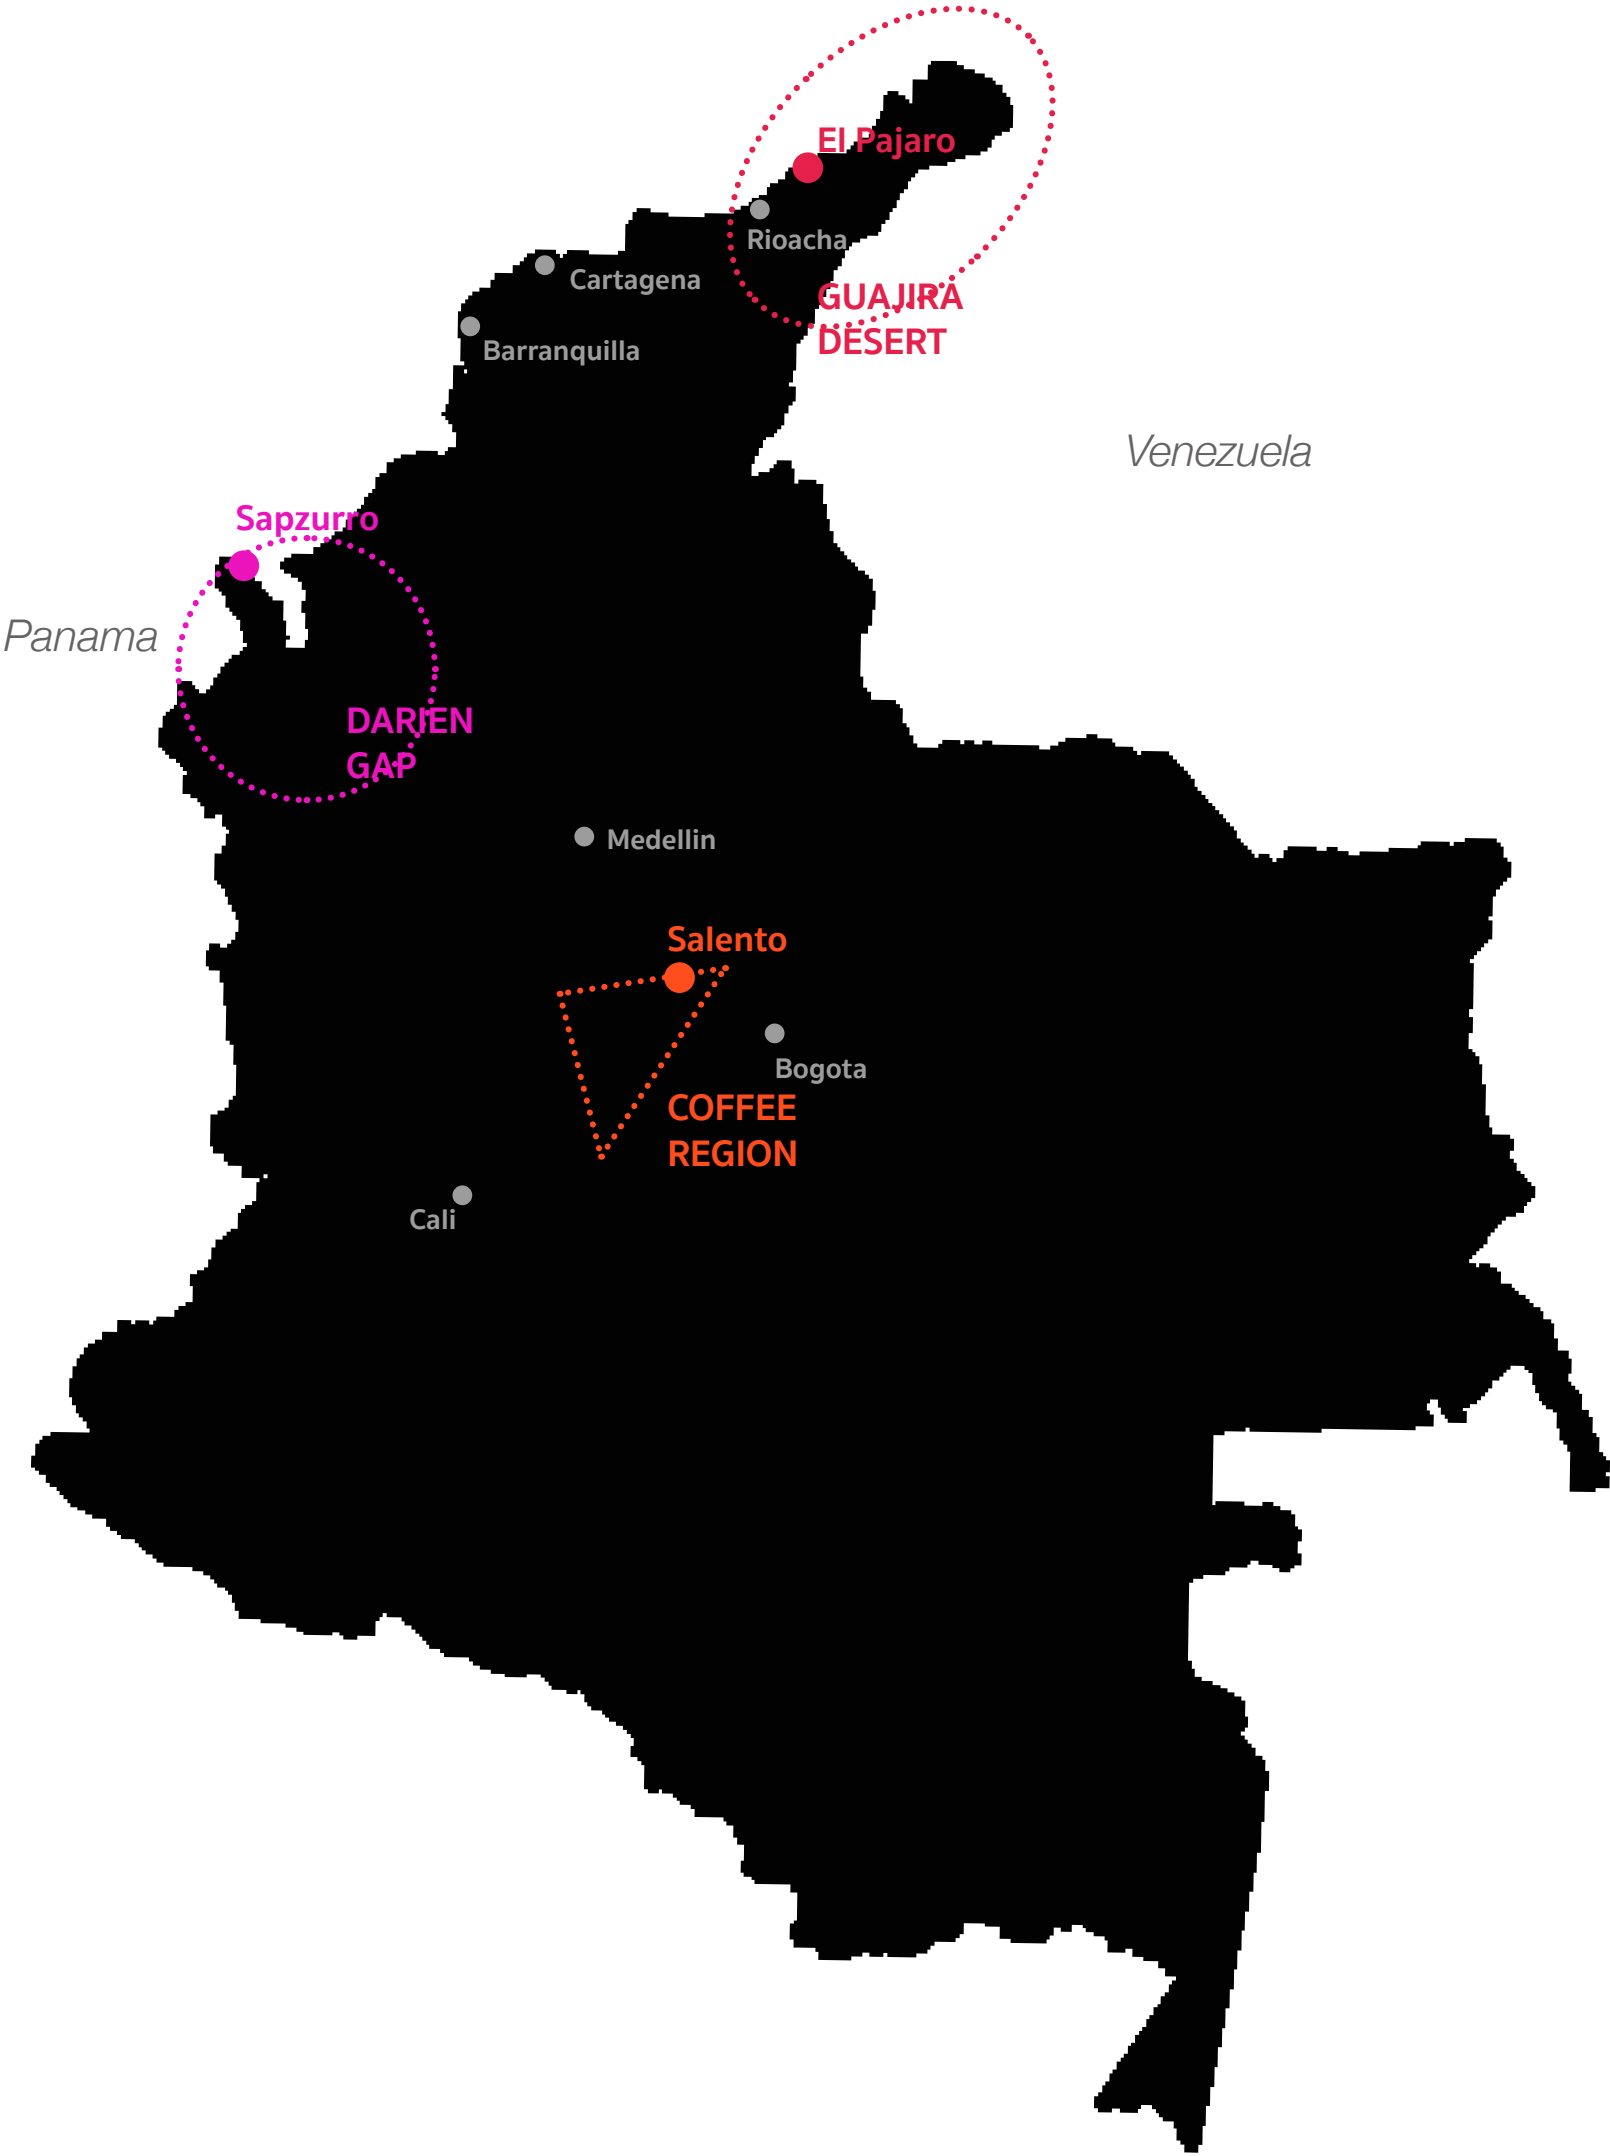 El Pajaro
Rioacha
Cartagena
GUAJIRA
DESERT
Barranquilla
Venezuela
Sapzurro
Panama
DARIEN
GAP
Medellin
Salento
Bogota
COFFEE
REGION
Cali